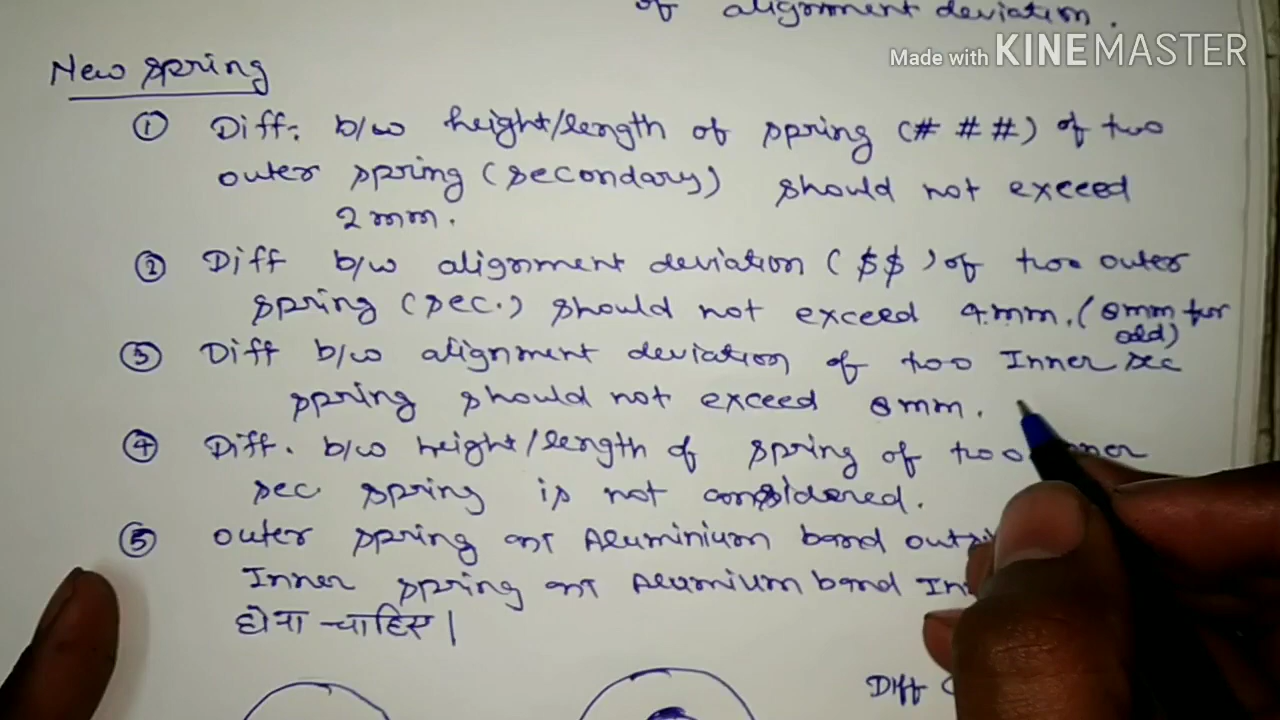 of alignment deviation.
Made with KINEMASTER
New spring
① Diff: b/w height/length of spring (# # #) of two
outer spring (secondary) should not exceed
2mm.
② Diff b/w alignment deviation ($$) of two outer
spring (sec.) should not exceed 4mm. (8mm for
old)
③ Diff b/w alignment deviation of two Inner sec
spring should not exceed 8mm.
④ Diff. b/w height/length of spring of two
sec. spring is not considered.
⑤ outer spring का Aluminium band
Inner spring का Alumium band
होना चाहिए।
Diff